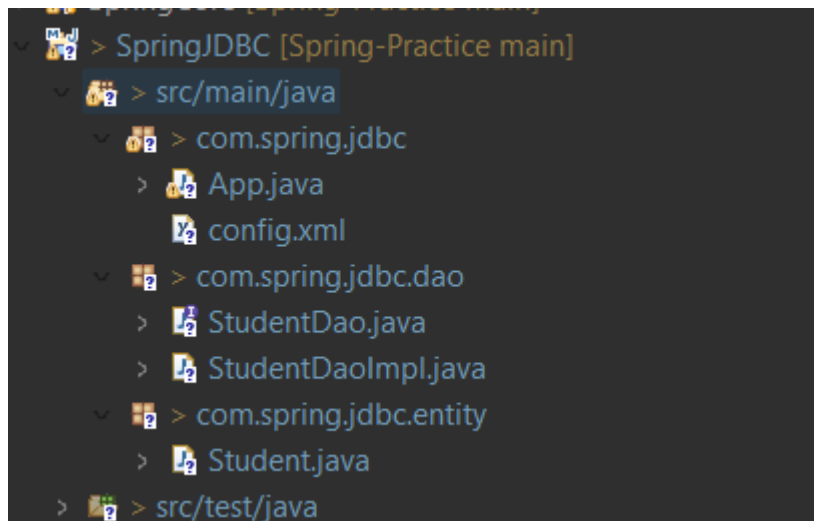 > SpringJDBC [Spring-Practice main]
> src/main/java
> com.spring.jdbc
> App.java
config.xml
> com.spring.jdbc.dao
> StudentDao.java
> StudentDaoImpl.java
> com.spring.jdbc.entity
> Student.java
> > src/test/java